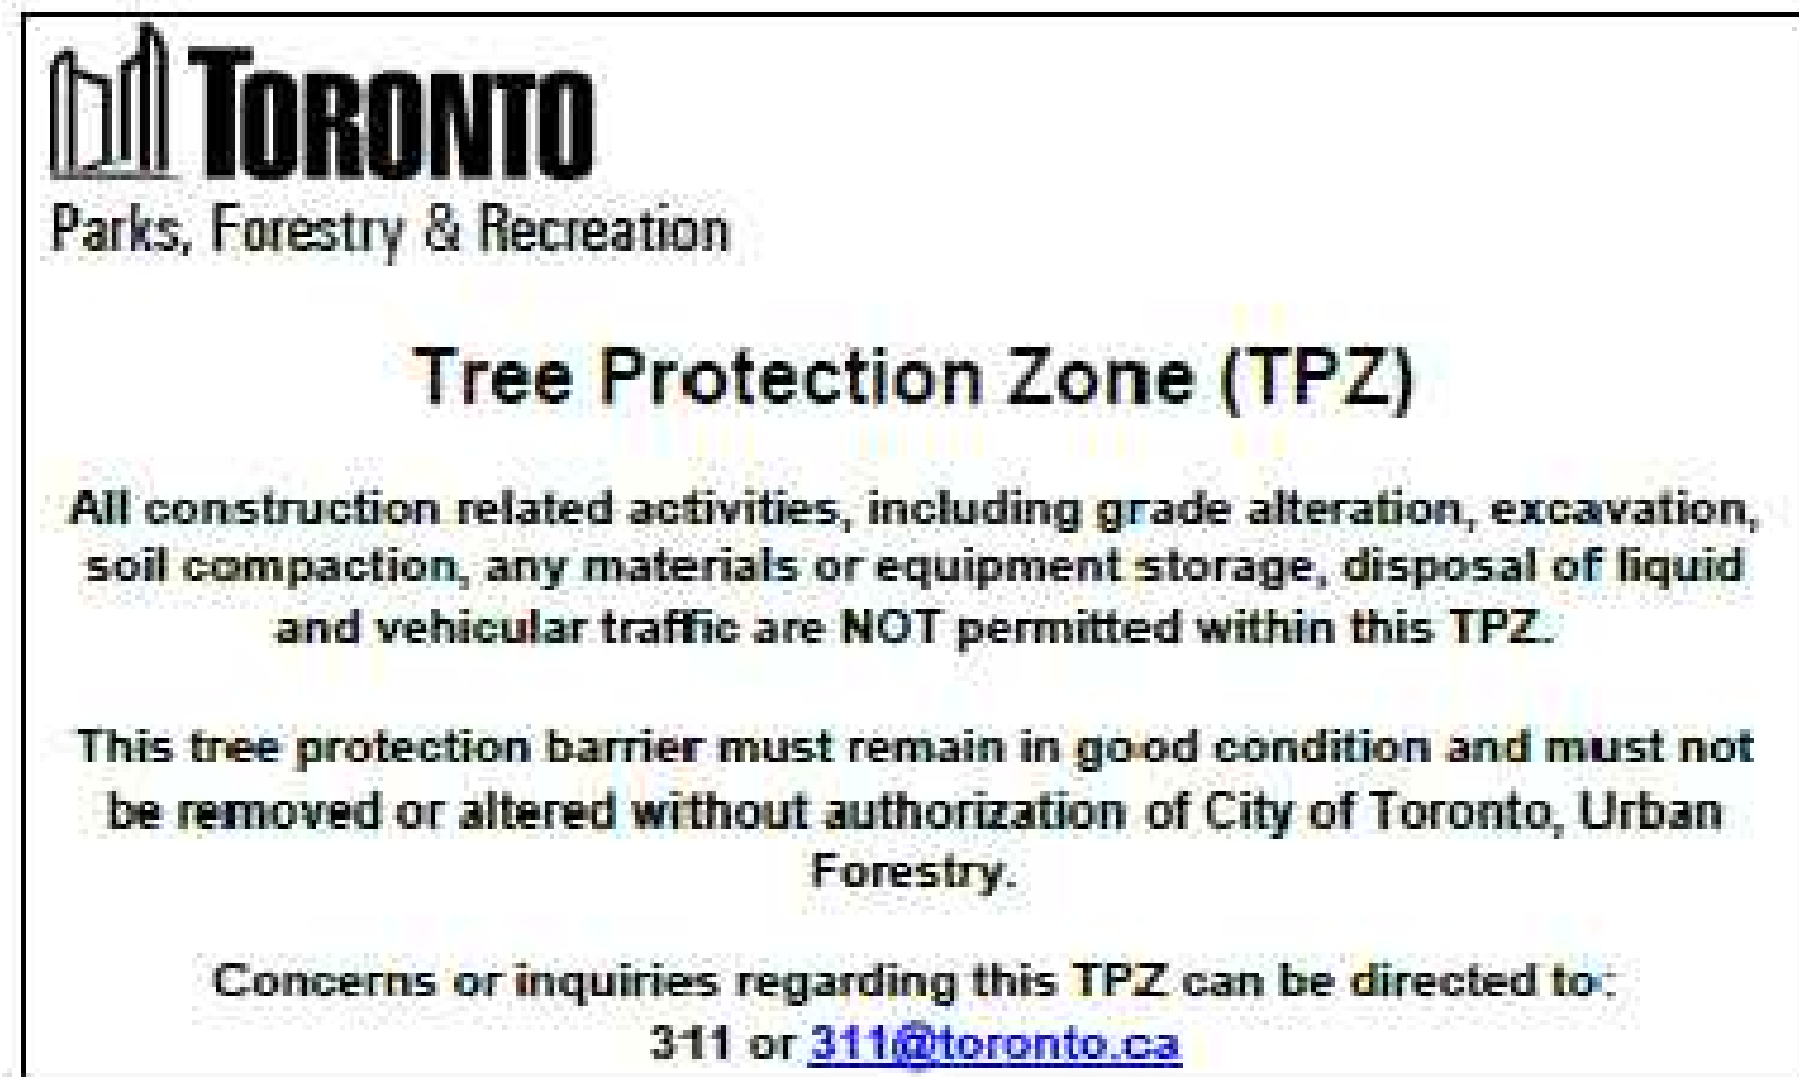 TORONTO
Parks, Forestry & Recreation
Tree Protection Zone (TPZ)
All construction related activities, including grade alteration, excavation,
soil compaction, any materials or equipment storage, disposal of liquid
and vehicular traffic are NOT permitted within this TPZ.
This tree protection barrier must remain in good condition and must not
be removed or altered without authorization of City of Toronto, Urban
Forestry.
Concerns or inquiries regarding this TPZ can be directed to:
311 or 311@toronto.ca